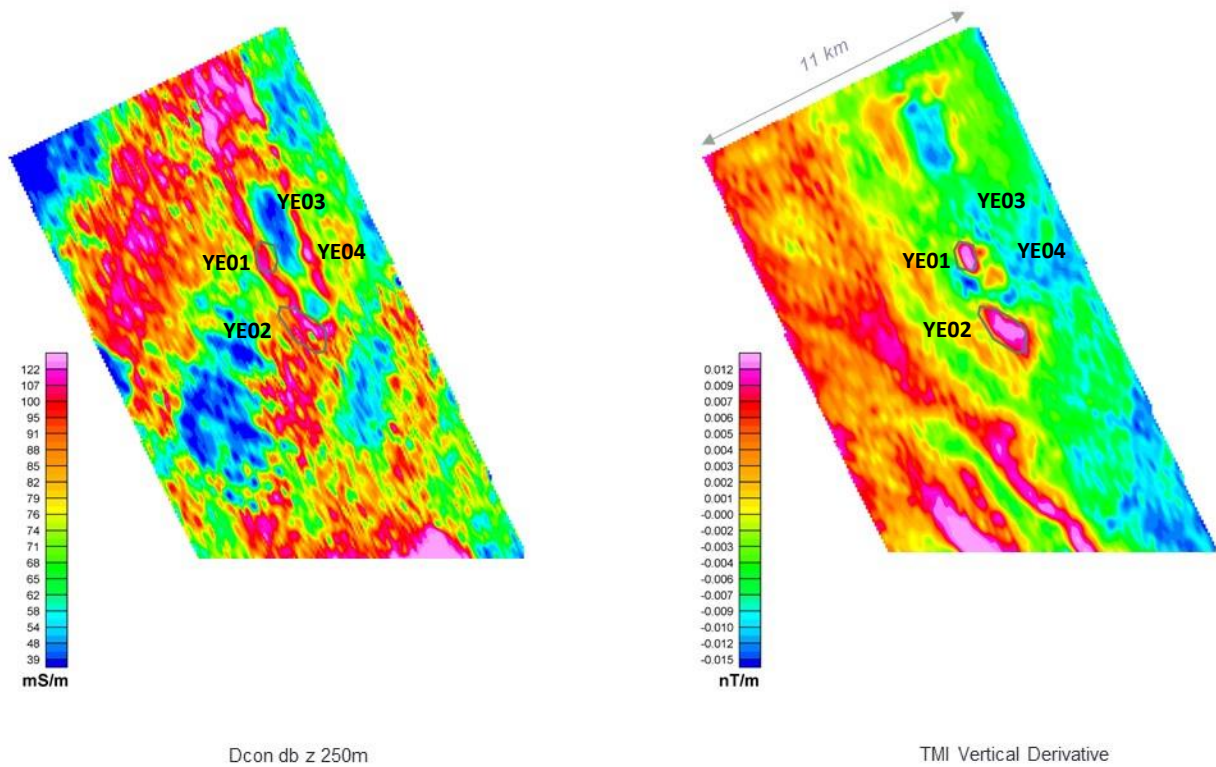 11 km
YE03
YE04
YE01
YE02
122
107
100
95
91
88
85
82
79
76
74
71
68
65
62
58
54
48
39
mS/m
Dcon db z 250m
YE03
YE04
YE01
YE02
0.012
0.009
0.007
0.006
0.005
0.004
0.003
0.002
0.001
-0.000
-0.002
-0.003
-0.004
-0.006
-0.007
-0.009
-0.010
-0.012
-0.015
nT/m
TMI Vertical Derivative